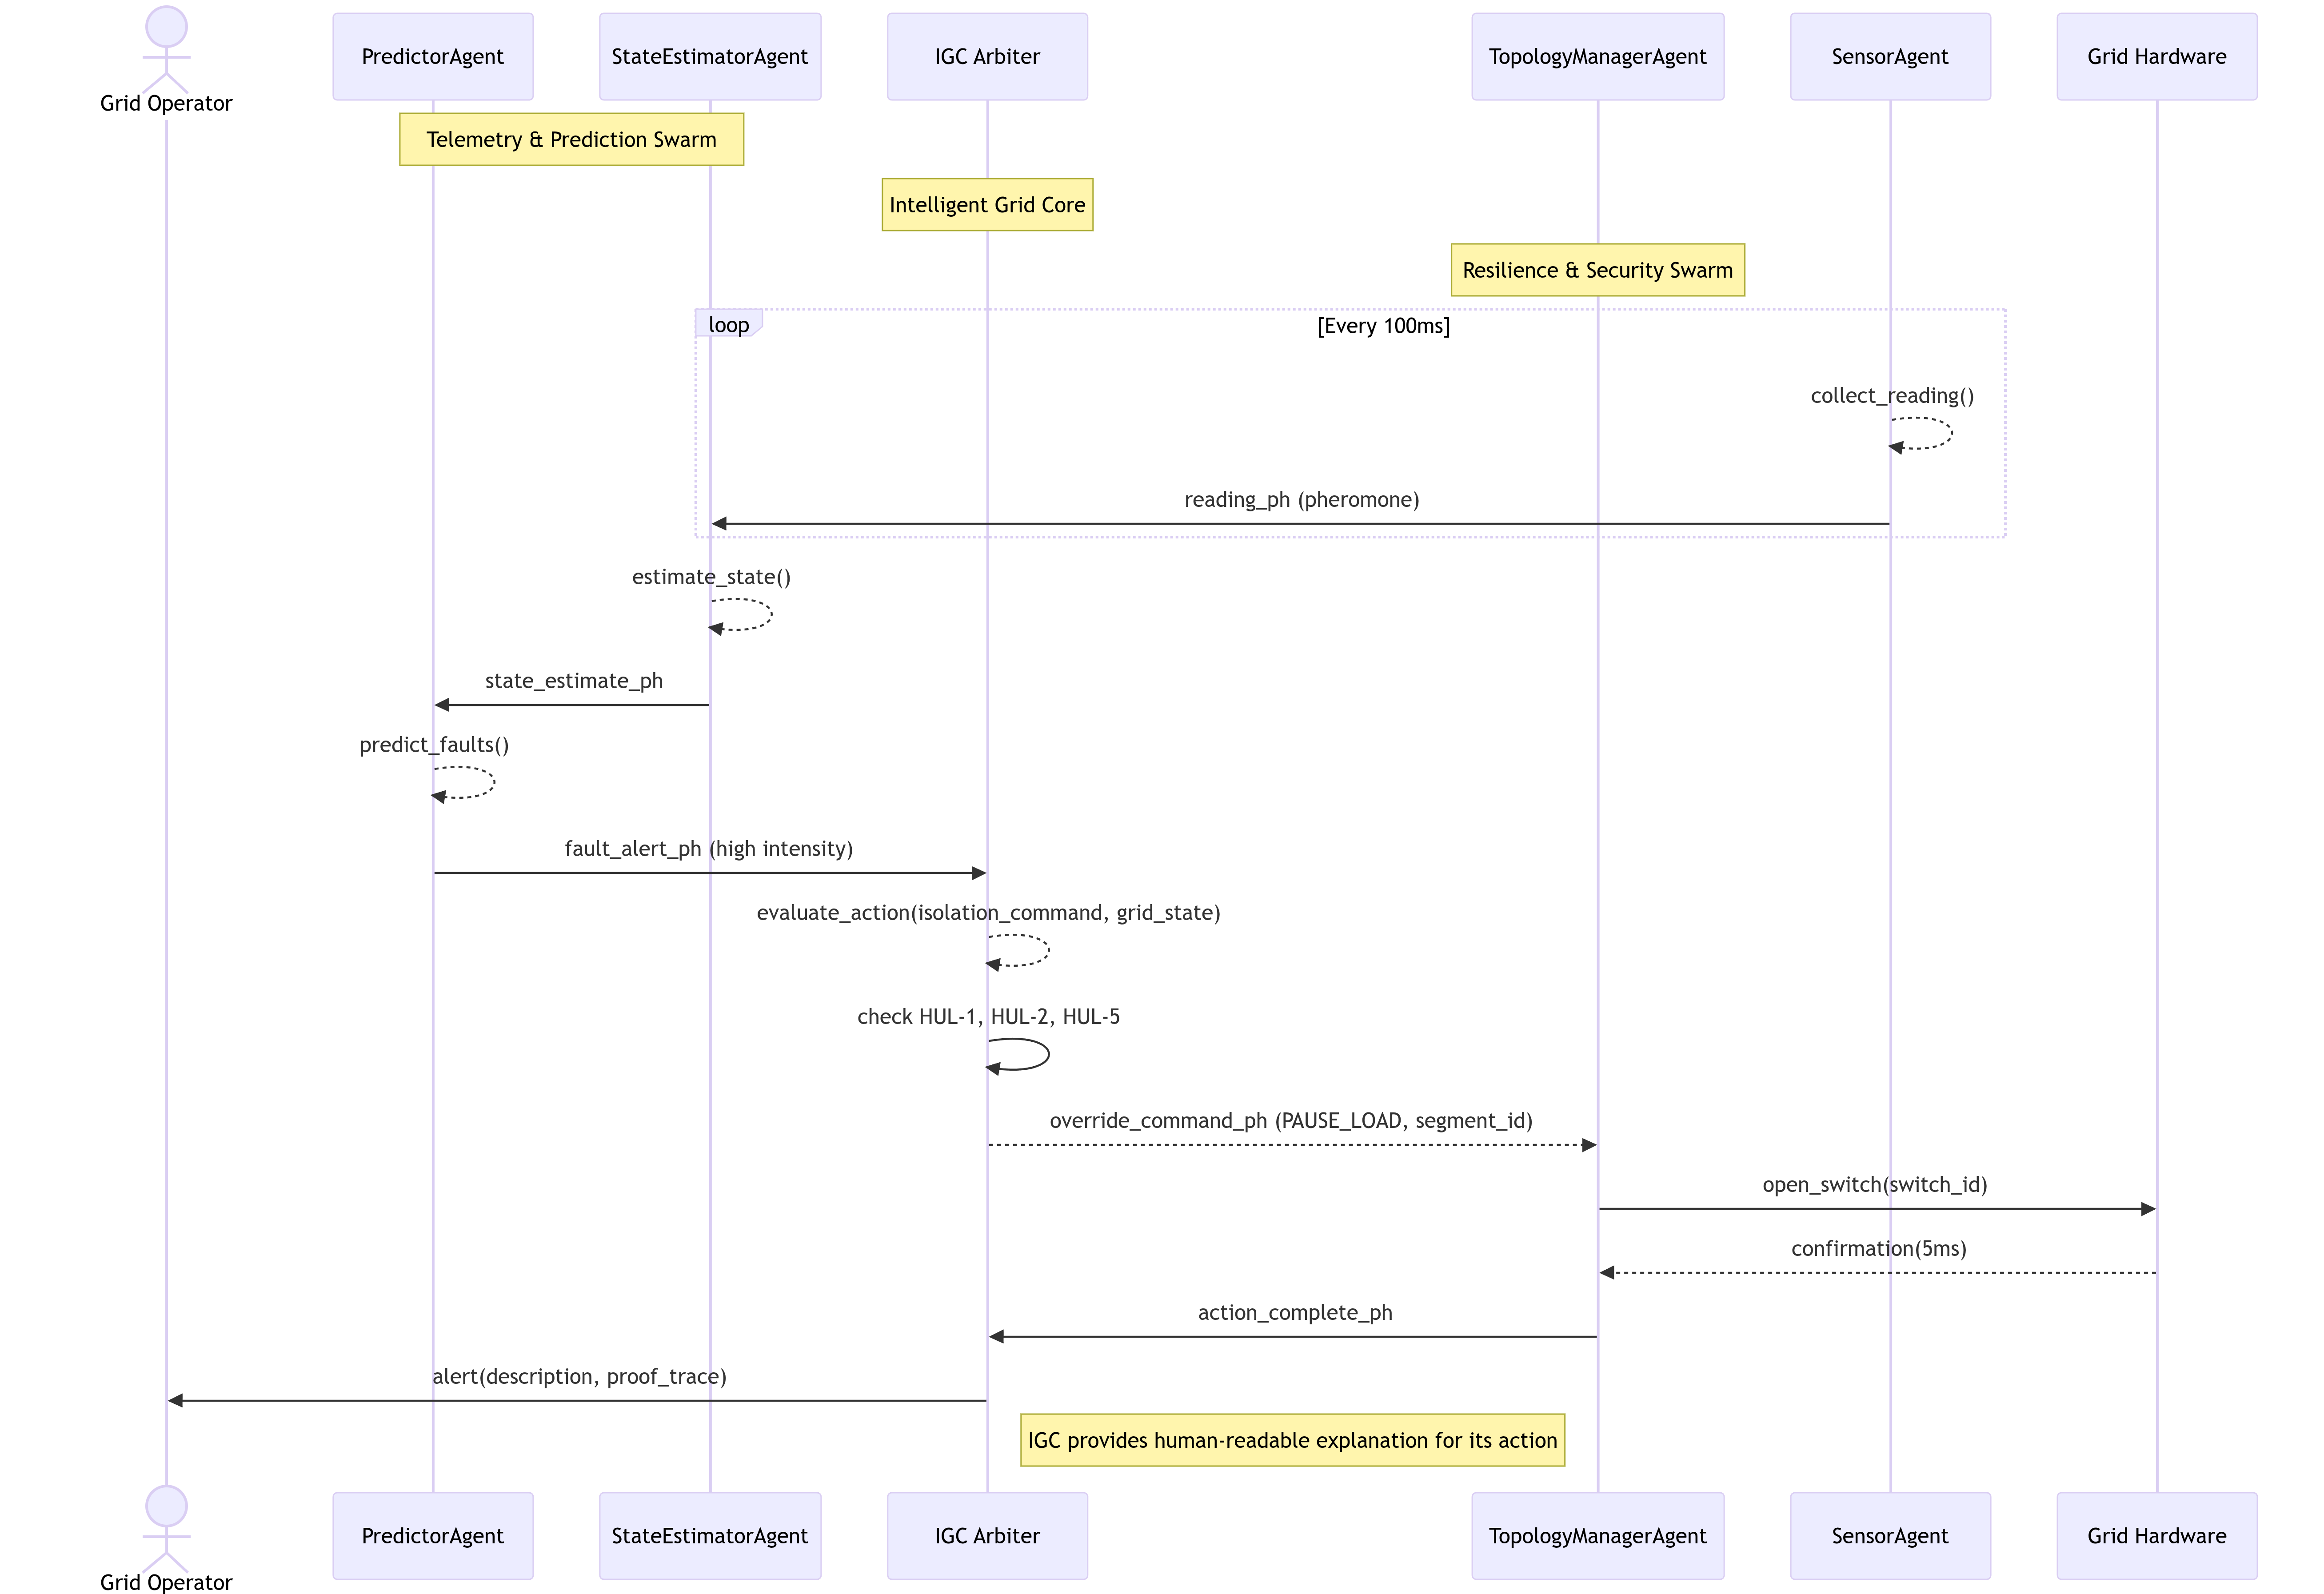 Grid Operator
PredictorAgent
StateEstimatorAgent
IGC Arbiter
TopologyManagerAgent
SensorAgent
Grid Hardware
Telemetry & Prediction Swarm
Intelligent Grid Core
Resilience & Security Swarm
loop
[Every 100ms]
collect_reading()
reading_ph (pheromone)
estimate_state()
state_estimate_ph
predict_faults()
fault_alert_ph (high intensity)
evaluate_action(isolation_command, grid_state)
check HUL-1, HUL-2, HUL-5
override_command_ph (PAUSE_LOAD, segment_id)
open_switch(switch_id)
confirmation(5ms)
action_complete_ph
alert(description, proof_trace)
IGC provides human-readable explanation for its action
Grid Operator
PredictorAgent
StateEstimatorAgent
IGC Arbiter
TopologyManagerAgent
SensorAgent
Grid Hardware